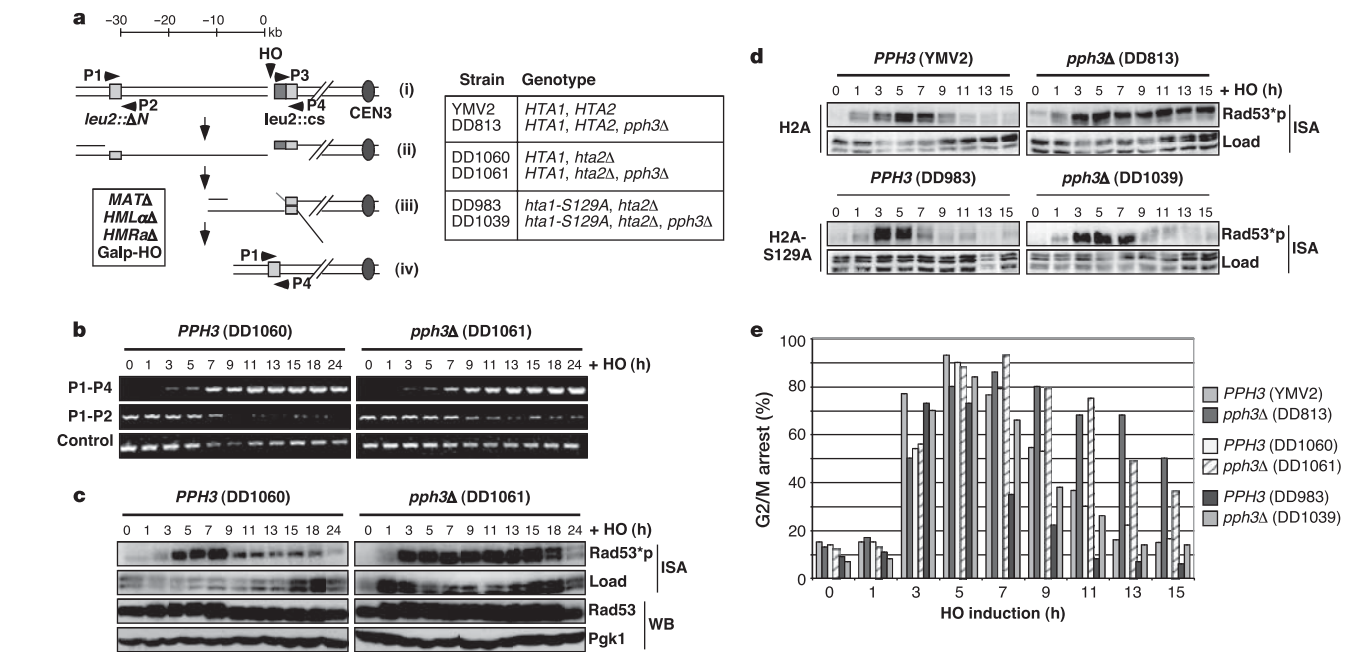 a
−30 −20 −10 0
kb
HO
P1 P3
(i)
P2 P4
leu2::ΔN leu2::cs CEN3
(ii)
MATΔ
HMLαΔ
HMRaΔ
Galp-HO
(iii)
P1
(iv)
P4
Strain Genotype
YMV2 HTA1, HTA2
DD813 HTA1, HTA2, pph3Δ
DD1060 HTA1, hta2Δ
DD1061 HTA1, hta2Δ, pph3Δ
DD983 hta1-S129A, hta2Δ
DD1039 hta1-S129A, hta2Δ, pph3Δ
b
PPH3 (DD1060) pph3Δ (DD1061)
0 1 3 5 7 9 11 13 15 18 24 0 1 3 5 7 9 11 13 15 18 24 + HO (h)
P1-P4
P1-P2
Control
c
PPH3 (DD1060) pph3Δ (DD1061)
0 1 3 5 7 9 11 13 15 18 24 0 1 3 5 7 9 11 13 15 18 24 + HO (h)
Rad53*p
ISA
Load
Rad53
WB
Pgk1
d
PPH3 (YMV2) pph3Δ (DD813)
0 1 3 5 7 9 11 13 15 0 1 3 5 7 9 11 13 15 + HO (h)
H2A
Rad53*p
ISA
Load
PPH3 (DD983) pph3Δ (DD1039)
0 1 3 5 7 9 11 13 15 0 1 3 5 7 9 11 13 15
H2A-
S129A
Rad53*p
ISA
Load
e
G2/M arrest (%)
100
80
60
40
20
0
0 1 3 5 7 9 11 13 15
HO induction (h)
PPH3 (YMV2)
pph3Δ (DD813)
PPH3 (DD1060)
pph3Δ (DD1061)
PPH3 (DD983)
pph3Δ (DD1039)